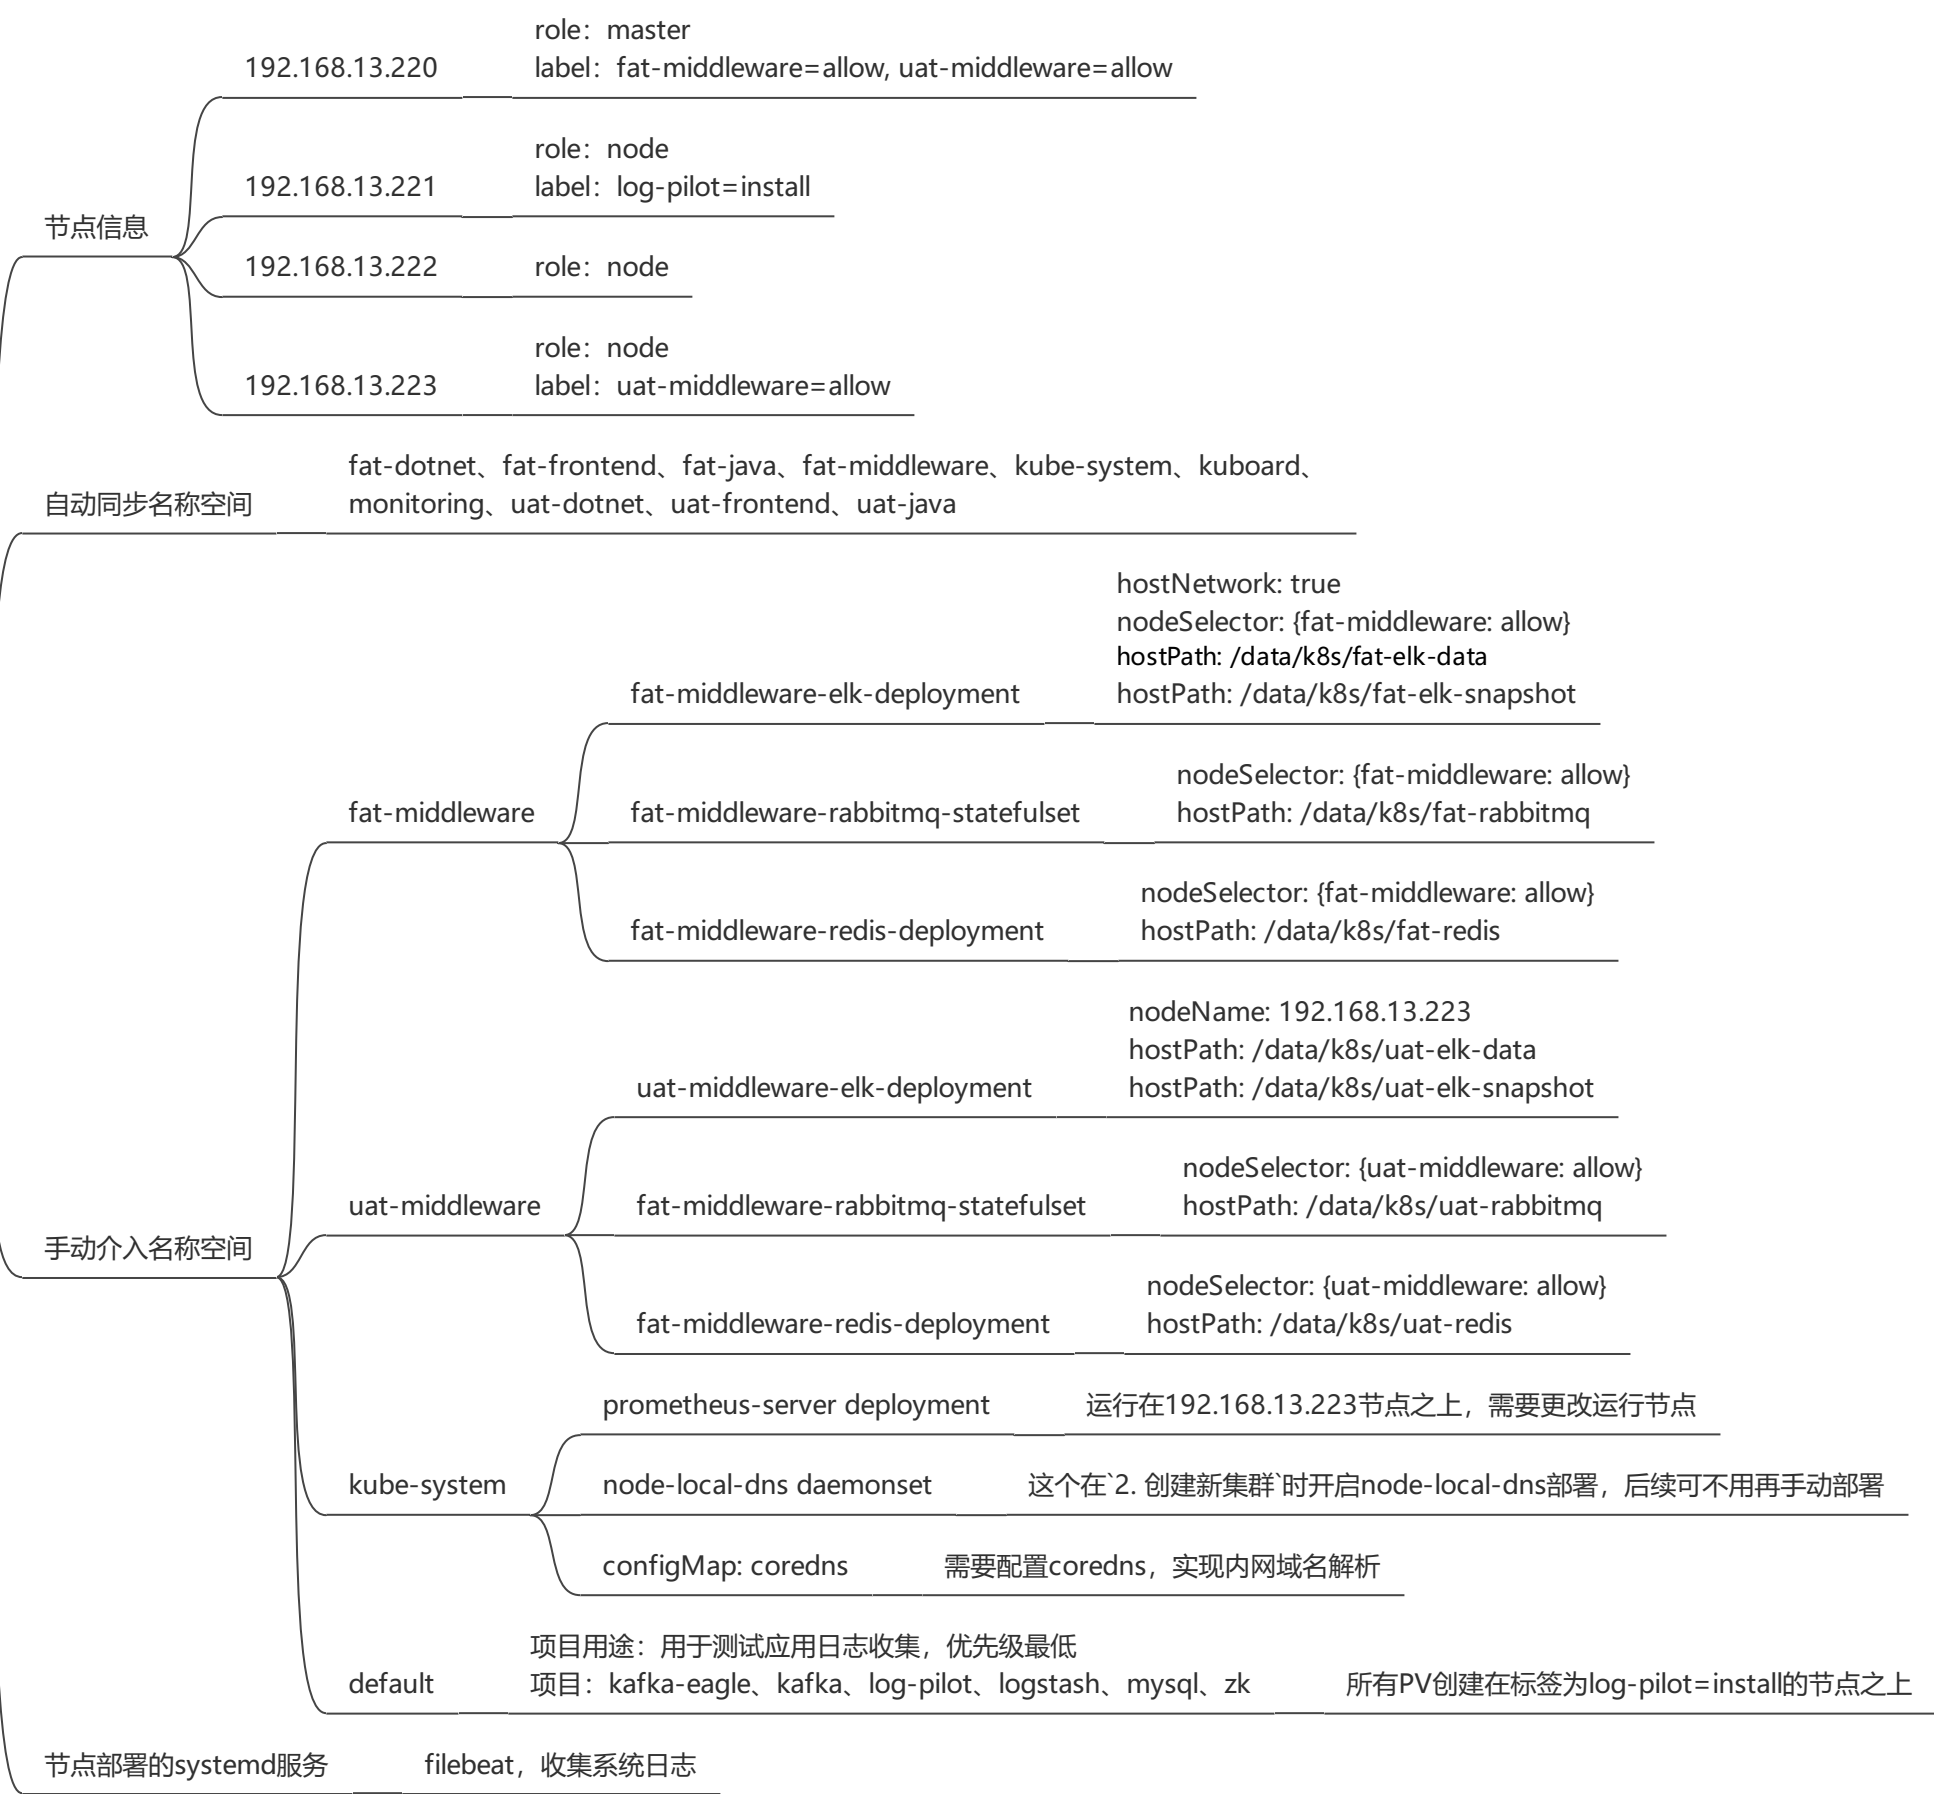 节点信息
192.168.13.220
role：master
label：fat-middleware=allow, uat-middleware=allow
192.168.13.221
role：node
label：log-pilot=install
192.168.13.222
role：node
192.168.13.223
role：node
label：uat-middleware=allow
自动同步名称空间
fat-dotnet、fat-frontend、fat-java、fat-middleware、kube-system、kuboard、
monitoring、uat-dotnet、uat-frontend、uat-java
手动介入名称空间
fat-middleware
fat-middleware-elk-deployment
hostNetwork: true
nodeSelector: {fat-middleware: allow}
hostPath: /data/k8s/fat-elk-data
hostPath: /data/k8s/fat-elk-snapshot
fat-middleware-rabbitmq-statefulset
nodeSelector: {fat-middleware: allow}
hostPath: /data/k8s/fat-rabbitmq
fat-middleware-redis-deployment
nodeSelector: {fat-middleware: allow}
hostPath: /data/k8s/fat-redis
uat-middleware
uat-middleware-elk-deployment
nodeName: 192.168.13.223
hostPath: /data/k8s/uat-elk-data
hostPath: /data/k8s/uat-elk-snapshot
fat-middleware-rabbitmq-statefulset
nodeSelector: {uat-middleware: allow}
hostPath: /data/k8s/uat-rabbitmq
fat-middleware-redis-deployment
nodeSelector: {uat-middleware: allow}
hostPath: /data/k8s/uat-redis
kube-system
prometheus-server deployment
运行在192.168.13.223节点之上，需要更改运行节点
node-local-dns daemonset
这个在`2. 创建新集群`时开启node-local-dns部署，后续可不用再手动部署
configMap: coredns
需要配置coredns，实现内网域名解析
default
项目用途：用于测试应用日志收集，优先级最低
项目：kafka-eagle、kafka、log-pilot、logstash、mysql、zk
所有PV创建在标签为log-pilot=install的节点之上
节点部署的systemd服务
filebeat，收集系统日志